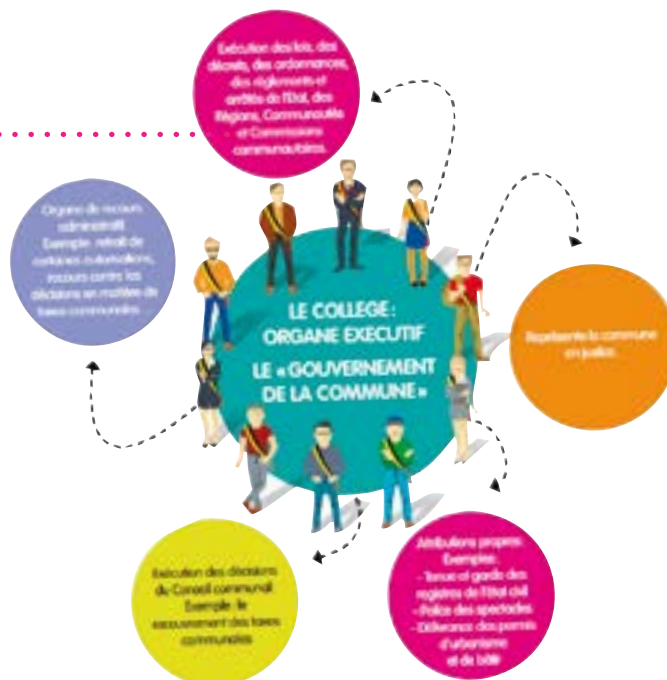 Exécution des lois, des
décrets, des ordonnances,
des règlements et
arrêtés de l'Etat, des
Régions, Communautés
et Commissions
communautaires.
Organe de recours
administratif.
Exemple: retrait de
certaines autorisations,
recours contre les
décisions en matière de
taxes communales.
LE COLLEGE:
ORGANE EXECUTIF
LE «GOUVERNEMENT
DE LA COMMUNE»
Représente la commune
en justice.
Exécution des décisions
du Conseil communal.
Exemple: le
recouvrement des taxes
communales
Attributions propres
Exemples:
- Tenue et garde des
registres de l'Etat civil
- Police des spectacles
- Délivrance des permis
d'urbanisme
et de bâtir